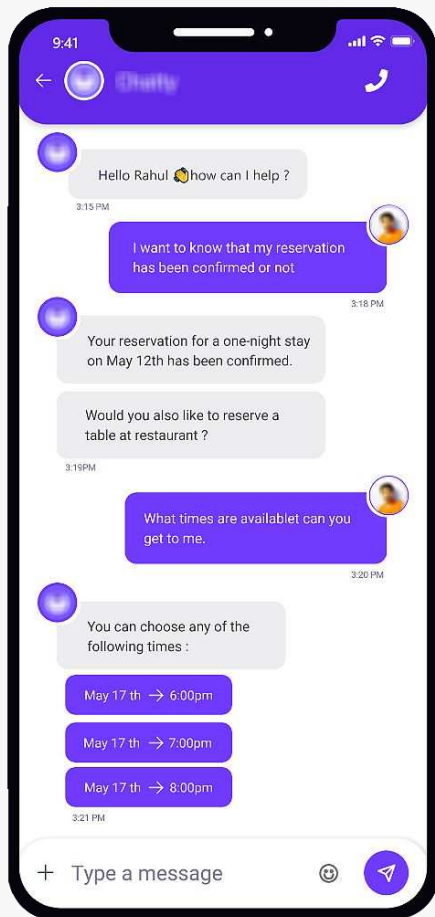 9:41
Hello Rahul 👏how can I help ?
3:15 PM
I want to know that my reservation
has been confirmed or not
3:18 PM
Your reservation for a one-night stay
on May 12th has been confirmed.
Would you also like to reserve a
table at restaurant ?
3:19PM
What times are availablet can you
get to me.
3:20 PM
You can choose any of the
following times :
May 17 th → 6:00pm
May 17 th → 7:00pm
May 17 th → 8:00pm
3:21 PM
Type a message